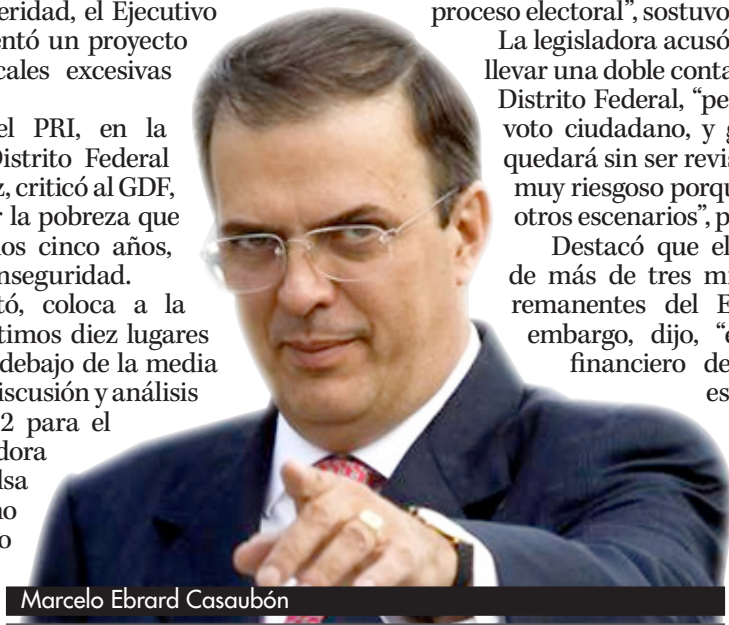 eridad, el Ejecutivo
entó un proyecto
cales excesivas
el PRI, en la
Distrito Federal
z, criticó al GDF,
r la pobreza que
los cinco años,
nseguridad.
tó, coloca a la
timos diez lugares
debajo de la media
iscusión y análisis
2 para el
dora
lsa
no
o
proceso electoral”, sostuvo
La legisladora acusó
llevar una doble conta
Distrito Federal, “pe
voto ciudadano, y g
quedará sin ser revis
muy riesgoso porqu
otros escenarios”, p
Destacó que el
de más de tres mi
remanentes del E
embargo, dijo, “e
financiero de
es
Marcelo Ebrard Casaubón